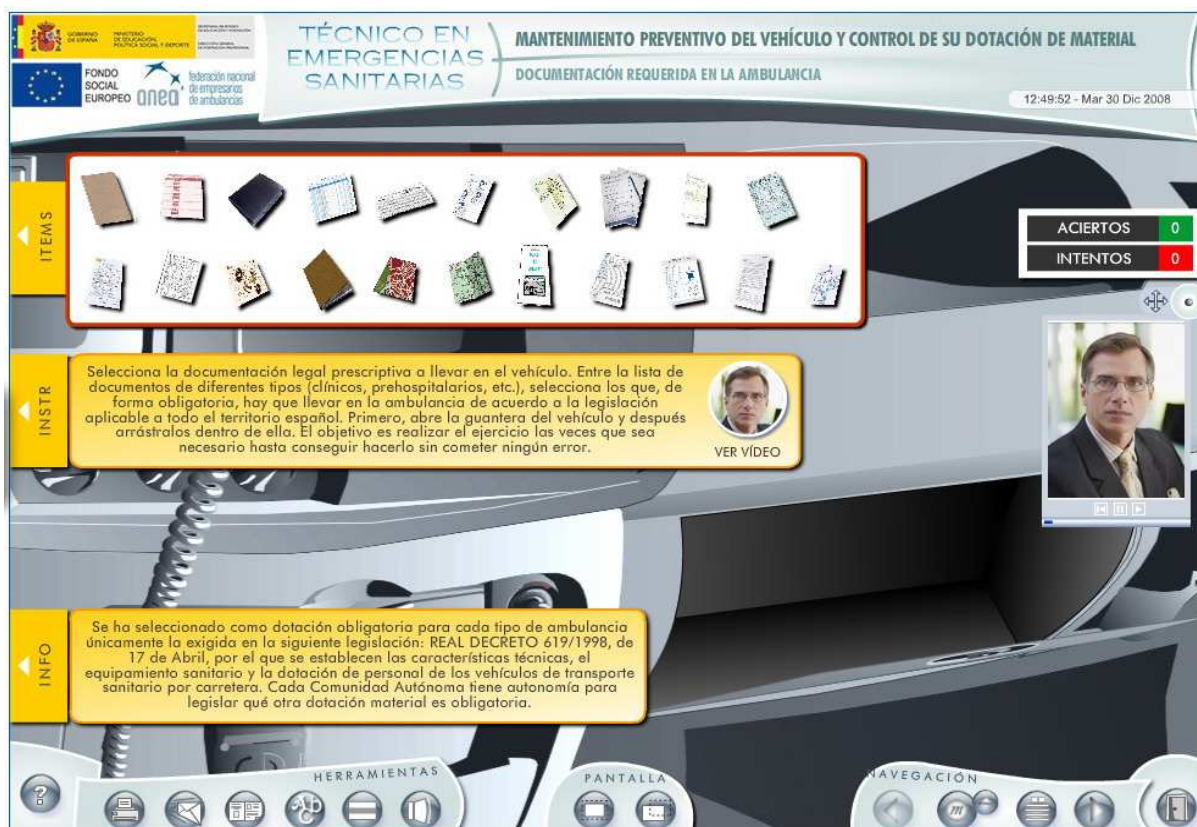 GOBIERNO DE ESPAÑA
MINISTERIO DE EDUCACIÓN, POLÍTICA SOCIAL Y DEPORTE
FONDO SOCIAL EUROPEO
anea
federación nacional de empresarios de ambulancias
TÉCNICO EN
EMERGENCIAS
SANITARIAS
MANTENIMIENTO PREVENTIVO DEL VEHÍCULO Y CONTROL DE SU DOTACIÓN DE MATERIAL
DOCUMENTACIÓN REQUERIDA EN LA AMBULANCIA
12:49:52 - Mar 30 Dic 2008
ITEMS
ACIERTOS 0
INTENTOS 0
INSTR
Selecciona la documentación legal prescriptiva a llevar en el vehículo. Entre la lista de
documentos de diferentes tipos (clínicos, prehospitalarios, etc.), selecciona los que, de
forma obligatoria, hay que llevar en la ambulancia de acuerdo a la legislación
aplicable a todo el territorio español. Primero, abre la guantera del vehículo y después
arrástralos dentro de ella. El objetivo es realizar el ejercicio las veces que sea
necesario hasta conseguir hacerlo sin cometer ningún error.
VER VÍDEO
INFO
Se ha seleccionado como dotación obligatoria para cada tipo de ambulancia
únicamente la exigida en la siguiente legislación: REAL DECRETO 619/1998, de
17 de Abril, por el que se establecen las características técnicas, el
equipamiento sanitario y la dotación de personal de los vehículos de transporte
sanitario por carretera. Cada Comunidad Autónoma tiene autonomía para
legislar qué otra dotación material es obligatoria.
HERRAMIENTAS
PANTALLA
NAVEGACIÓN